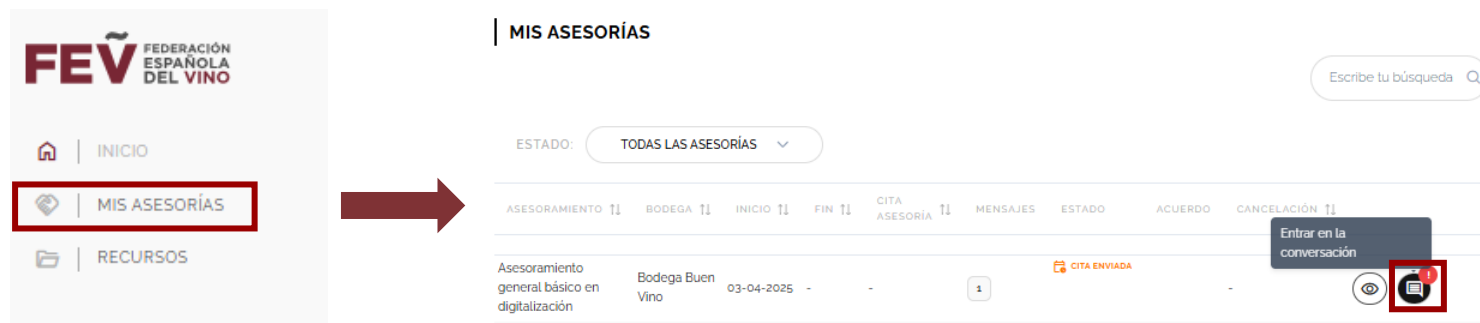 FEṼ FEDERACIÓN
ESPAÑOLA
DEL VINO
INICIO
MIS ASESORÍAS
RECURSOS
MIS ASESORÍAS
Escribe tu búsqueda
ESTADO: TODAS LAS ASESORÍAS
ASESORAMIENTO BODEGA INICIO FIN CITA ASESORÍA MENSAJES ESTADO ACUERDO CANCELACIÓN
Entrar en la
conversación
Asesoramiento
general básico en
digitalización
Bodega Buen
Vino
03-04-2025 - - 1 CITA ENVIADA - !